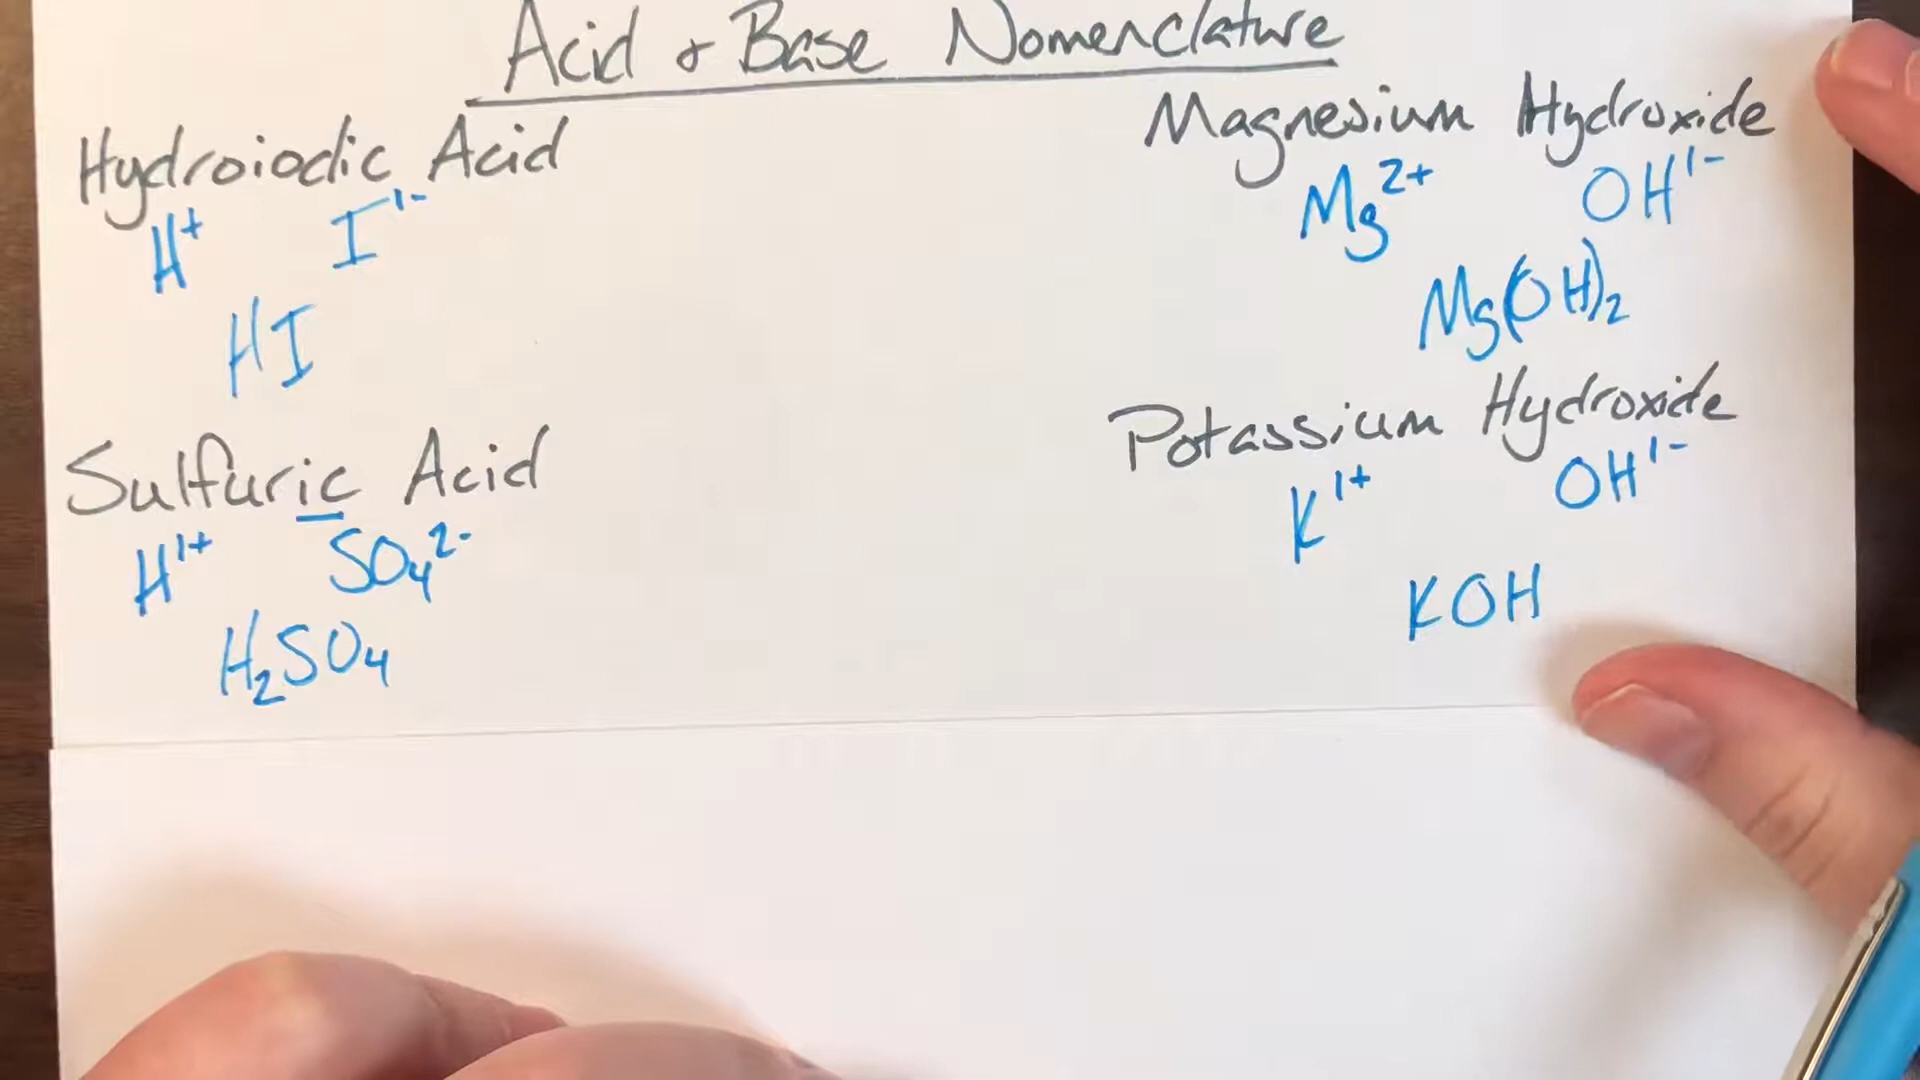 Acid & Base Nomenclature
Hydroiodic Acid
H⁺ I¹⁻
HI
Sulfuric Acid
H¹⁺ SO₄²⁻
H₂SO₄
Magnesium Hydroxide
Mg²⁺ OH¹⁻
Mg(OH)₂
Potassium Hydroxide
K¹⁺ OH¹⁻
KOH